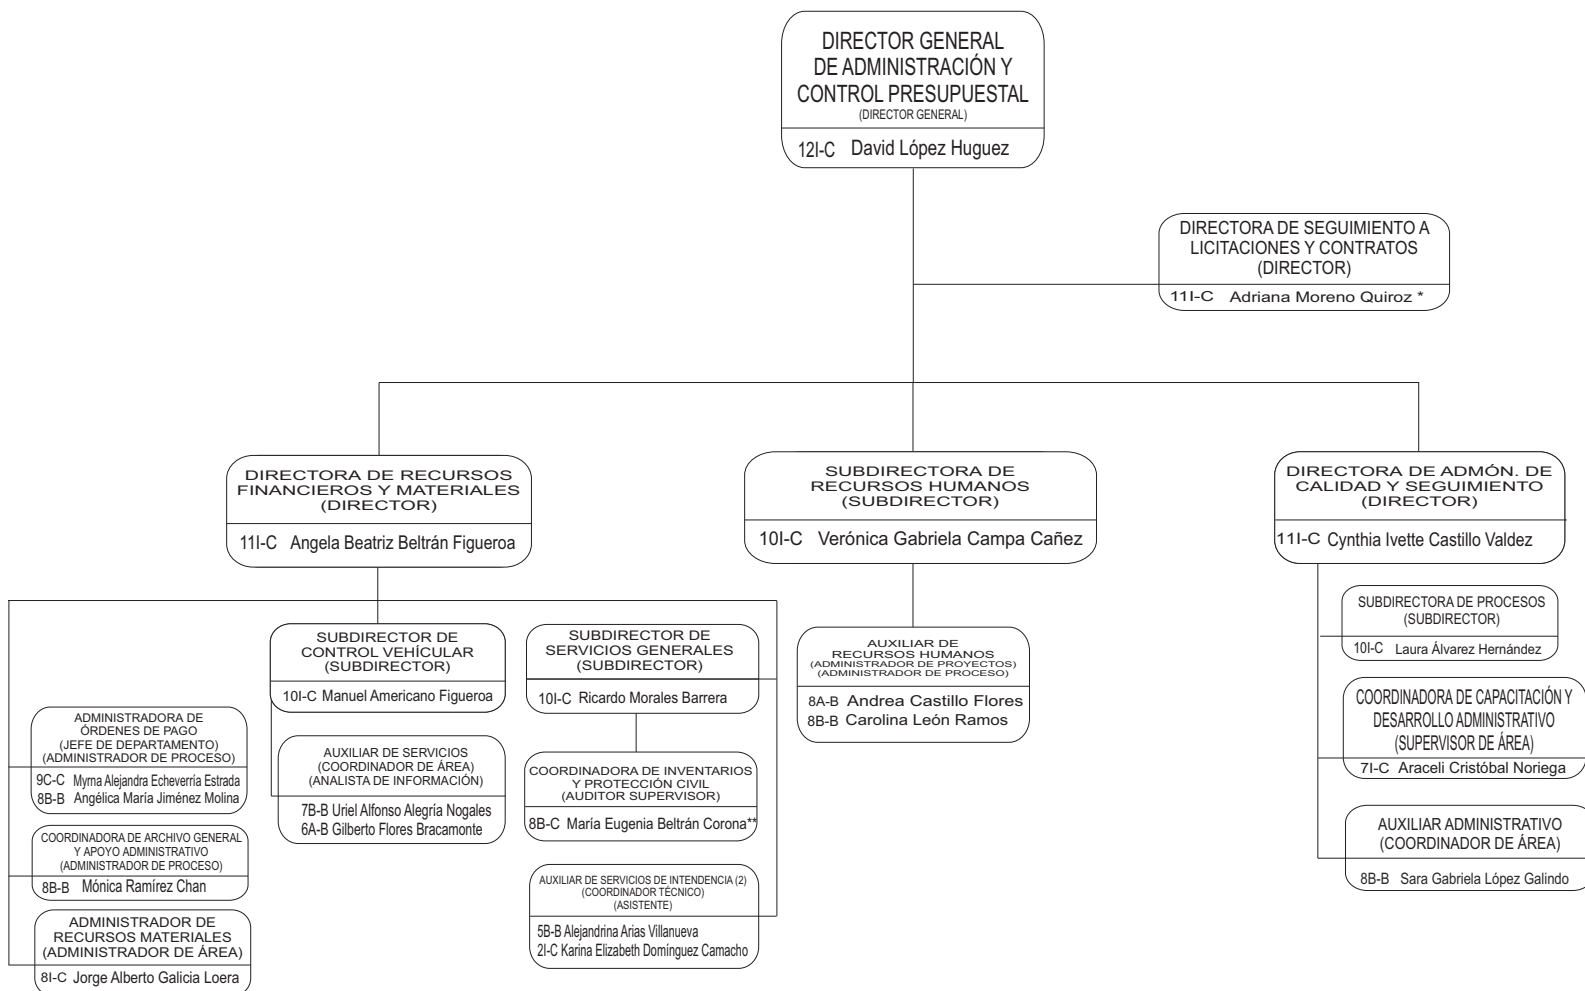 DIRECTOR GENERAL
DE ADMINISTRACIÓN Y
CONTROL PRESUPUESTAL
(DIRECTOR GENERAL)
12I-C David López Huguez
DIRECTORA DE SEGUIMIENTO A
LICITACIONES Y CONTRATOS
(DIRECTOR)
11I-C Adriana Moreno Quiroz *
DIRECTORA DE RECURSOS
FINANCIEROS Y MATERIALES
(DIRECTOR)
11I-C Angela Beatriz Beltrán Figueroa
SUBDIRECTORA DE
RECURSOS HUMANOS
(SUBDIRECTOR)
10I-C Verónica Gabriela Campa Cañez
DIRECTORA DE ADMÓN. DE
CALIDAD Y SEGUIMIENTO
(DIRECTOR)
11I-C Cynthia Ivette Castillo Valdez
SUBDIRECTOR DE
CONTROL VEHÍCULAR
(SUBDIRECTOR)
10I-C Manuel Americano Figueroa
SUBDIRECTOR DE
SERVICIOS GENERALES
(SUBDIRECTOR)
10I-C Ricardo Morales Barrera
AUXILIAR DE
RECURSOS HUMANOS
(ADMINISTRADOR DE PROYECTOS)
(ADMINISTRADOR DE PROCESO)
8A-B Andrea Castillo Flores
8B-B Carolina León Ramos
SUBDIRECTORA DE PROCESOS
(SUBDIRECTOR)
10I-C Laura Álvarez Hernández
COORDINADORA DE CAPACITACIÓN Y
DESARROLLO ADMINISTRATIVO
(SUPERVISOR DE ÁREA)
7I-C Araceli Cristóbal Noriega
AUXILIAR ADMINISTRATIVO
(COORDINADOR DE ÁREA)
8B-B Sara Gabriela López Galindo
ADMINISTRADORA DE
ÓRDENES DE PAGO
(JEFE DE DEPARTAMENTO)
(ADMINISTRADOR DE PROCESO)
9C-C Myrna Alejandra Echeverría Estrada
8B-B Angélica María Jiménez Molina
AUXILIAR DE SERVICIOS
(COORDINADOR DE ÁREA)
(ANALISTA DE INFORMACIÓN)
7B-B Uriel Alfonso Alegría Nogales
6A-B Gilberto Flores Bracamonte
COORDINADORA DE INVENTARIOS
Y PROTECCIÓN CIVIL
(AUDITOR SUPERVISOR)
8B-C María Eugenia Beltrán Corona**
COORDINADORA DE ARCHIVO GENERAL
Y APOYO ADMINISTRATIVO
(ADMINISTRADOR DE PROCESO)
8B-B Mónica Ramírez Chan
AUXILIAR DE SERVICIOS DE INTENDENCIA (2)
(COORDINADOR TÉCNICO)
(ASISTENTE)
5B-B Alejandrina Arias Villanueva
2I-C Karina Elizabeth Domínguez Camacho
ADMINISTRADOR DE
RECURSOS MATERIALES
(ADMINISTRADOR DE ÁREA)
8I-C Jorge Alberto Galicia Loera